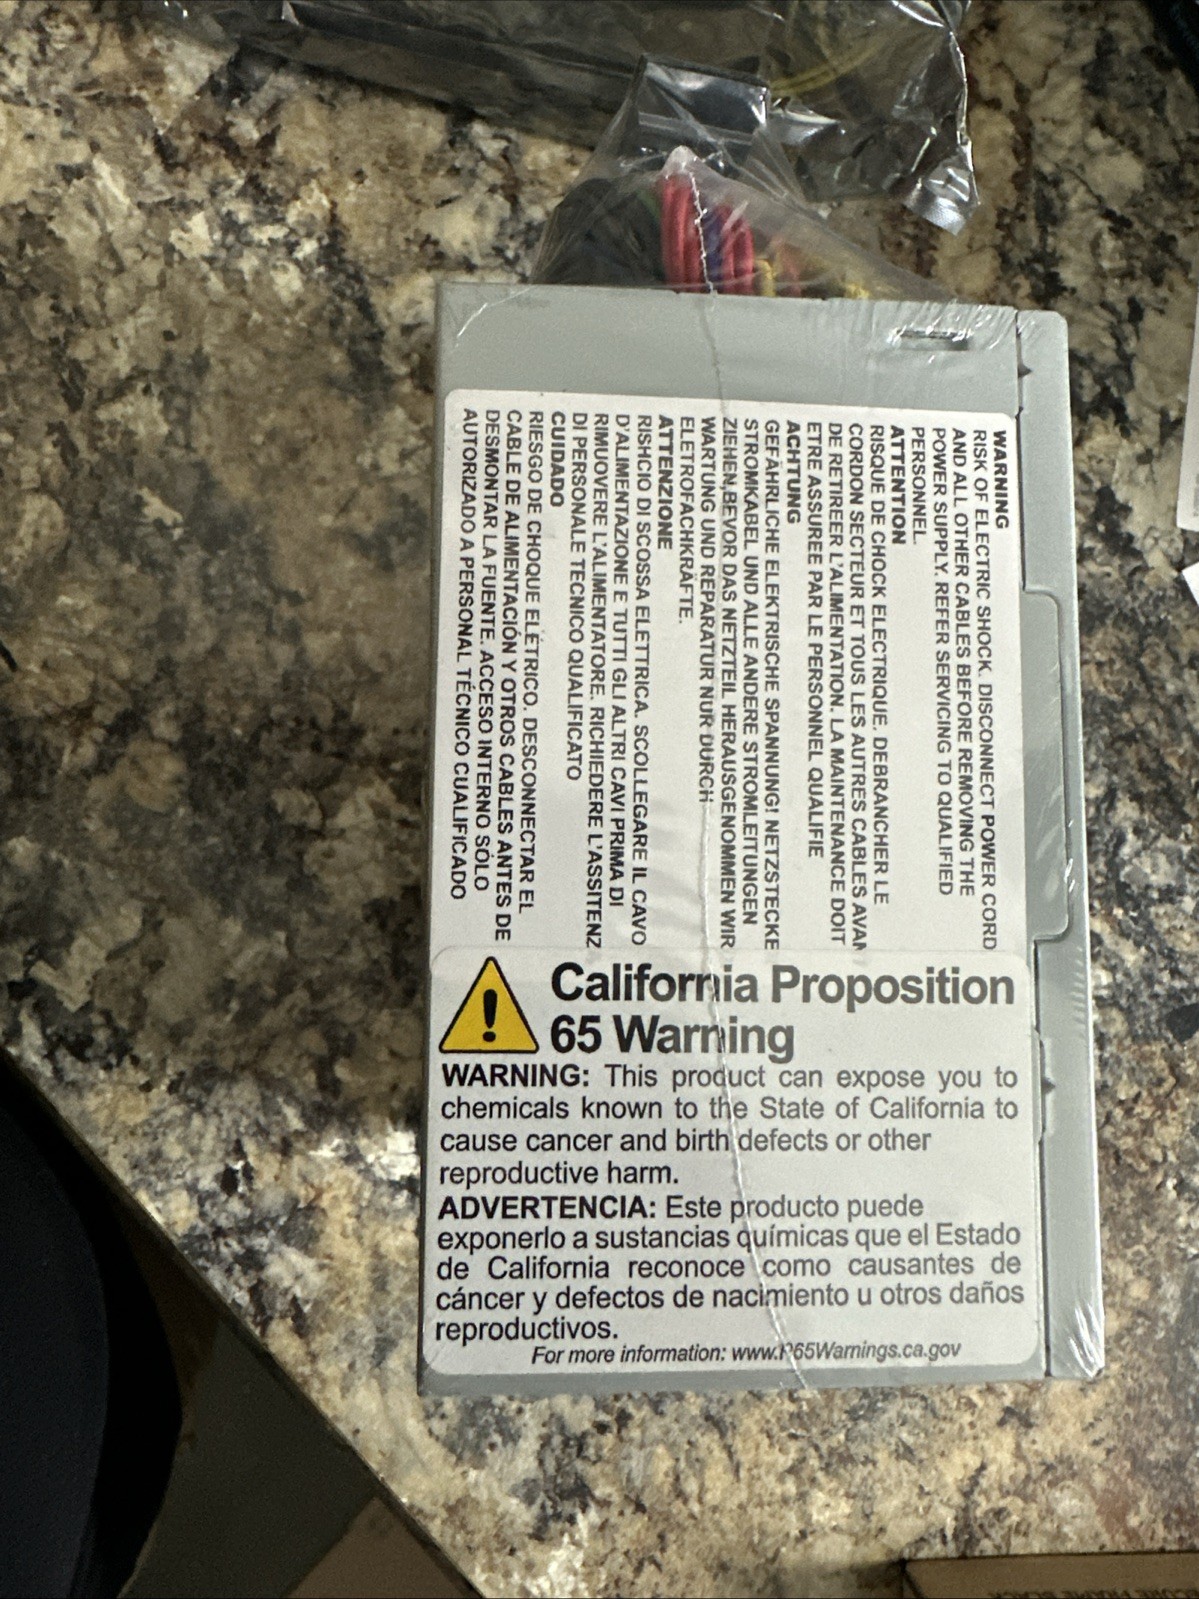 WARNING
RISK OF ELECTRIC SHOCK. DISCONNECT POWER CORD
AND ALL OTHER CABLES BEFORE REMOVING THE
POWER SUPPLY. REFER SERVICING TO QUALIFIED
PERSONNEL.
ATTENTION
RISQUE DE CHOCK ELECTRIQUE. DEBRANCHER LE
CORDON SECTEUR ET TOUS LES AUTRES CABLES AVAN
DE RETIREER L'ALIMENTATION. LA MAINTENANCE DOIT
ETRE ASSUREE PAR LE PERSONNEL QUALIFIE
ACHTUNG
GEFÄHRLICHE ELEKTRISCHE SPANNUNG! NETZSTECKE
STROMKABEL UND ALLE ANDERE STROMLEITUNGEN
ZIEHEN,BEVOR DAS NETZTEIL HERAUSGENOMMEN WIR
WARTUNG UND REPARATUR NUR DURCH
ELETROFACHKRÄFTE.
ATTENZIONE
RISHCIO DI SCOSSA ELETTRICA. SCOLLEGARE IL CAVO
D'ALIMENTAZIONE E TUTTI GLI ALTRI CAVI PRIMA DI
RIMUOVERE L'ALIMENTATORE. RICHIEDERE L'ASSITENZ
DI PERSONALE TECNICO QUALIFICATO
CUIDADO
RIESGO DE CHOQUE ELÉTRICO. DESCONNECTAR EL
CABLE DE ALIMENTACIÓN Y OTROS CABLES ANTES DE
DESMONTAR LA FUENTE. ACCESO INTERNO SÓLO
AUTORIZADO A PERSONAL TÉCNICO CUALIFICADO
California Proposition
65 Warning
WARNING: This product can expose you to
chemicals known to the State of California to
cause cancer and birth defects or other
reproductive harm.
ADVERTENCIA: Este producto puede
exponerlo a sustancias químicas que el Estado
de California reconoce como causantes de
cáncer y defectos de nacimiento u otros daños
reproductivos.
For more information: www.P65Warnings.ca.gov